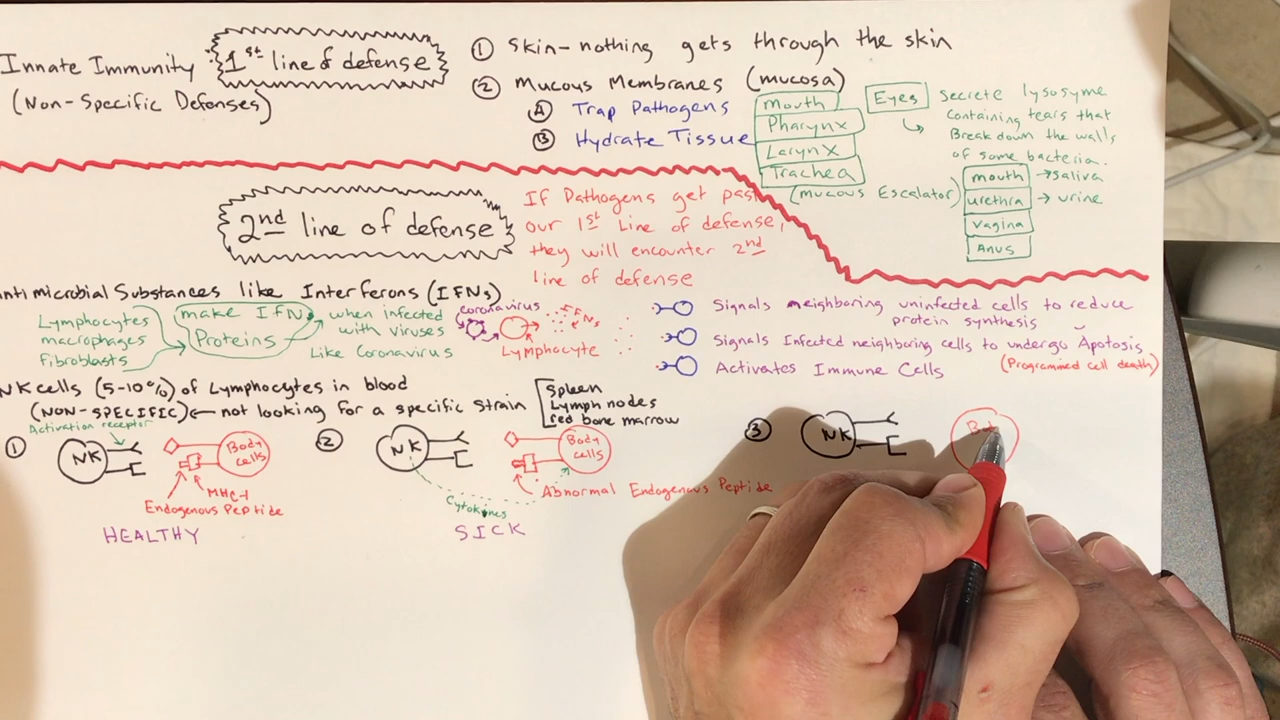 Innate Immunity
(Non-Specific Defenses)
1st line of defense
① Skin-nothing gets through the skin
② Mucous Membranes (mucosa)
Ⓐ Trap Pathogens
Ⓑ Hydrate Tissue
mouth
Pharynx
Larynx
Trachea
(mucous Escalator)
Eyes
Secrete lysosyme
containing tears that
Break down the walls
of some bacteria.
mouth → saliva
urethra → urine
vagina
Anus
2nd line of defense
If Pathogens get past
our 1st Line of defense,
they will encounter 2nd
line of defense
ntimicrobial Substances like Interferons (IFNs)
Lymphocytes
macrophages
Fibroblasts
make IFN
Proteins
when infected
with viruses
Like Coronavirus
coronavirus
IFNs
Lymphocyte
Signals neighboring uninfected cells to reduce
protein synthesis
Signals Infected neighboring cells to undergo Apotosis
(Programmed cell death)
Activates Immune Cells
NK cells (5-10%) of Lymphocytes in blood
(NON-SPECIFIC) ← not looking for a specific Strain
Spleen
Lymph nodes
red bone marrow
Activation receptor
① NK
Body
cells
MHC-1
Endogenous Peptide
HEALTHY
② NK
Body
cells
Abnormal Endogenous Peptide
Cytokines
SICK
③ NK
Bod